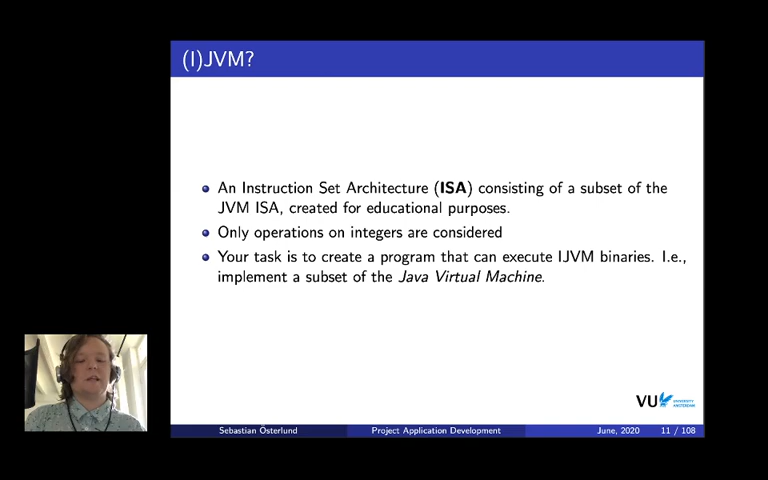 (I)JVM?
An Instruction Set Architecture (ISA) consisting of a subset of the
JVM ISA, created for educational purposes.
Only operations on integers are considered
Your task is to create a program that can execute IJVM binaries. I.e.,
implement a subset of the Java Virtual Machine.
VU
UNIVERSITY
AMSTERDAM
Sebastian Österlund Project Application Development June, 2020 11 / 108